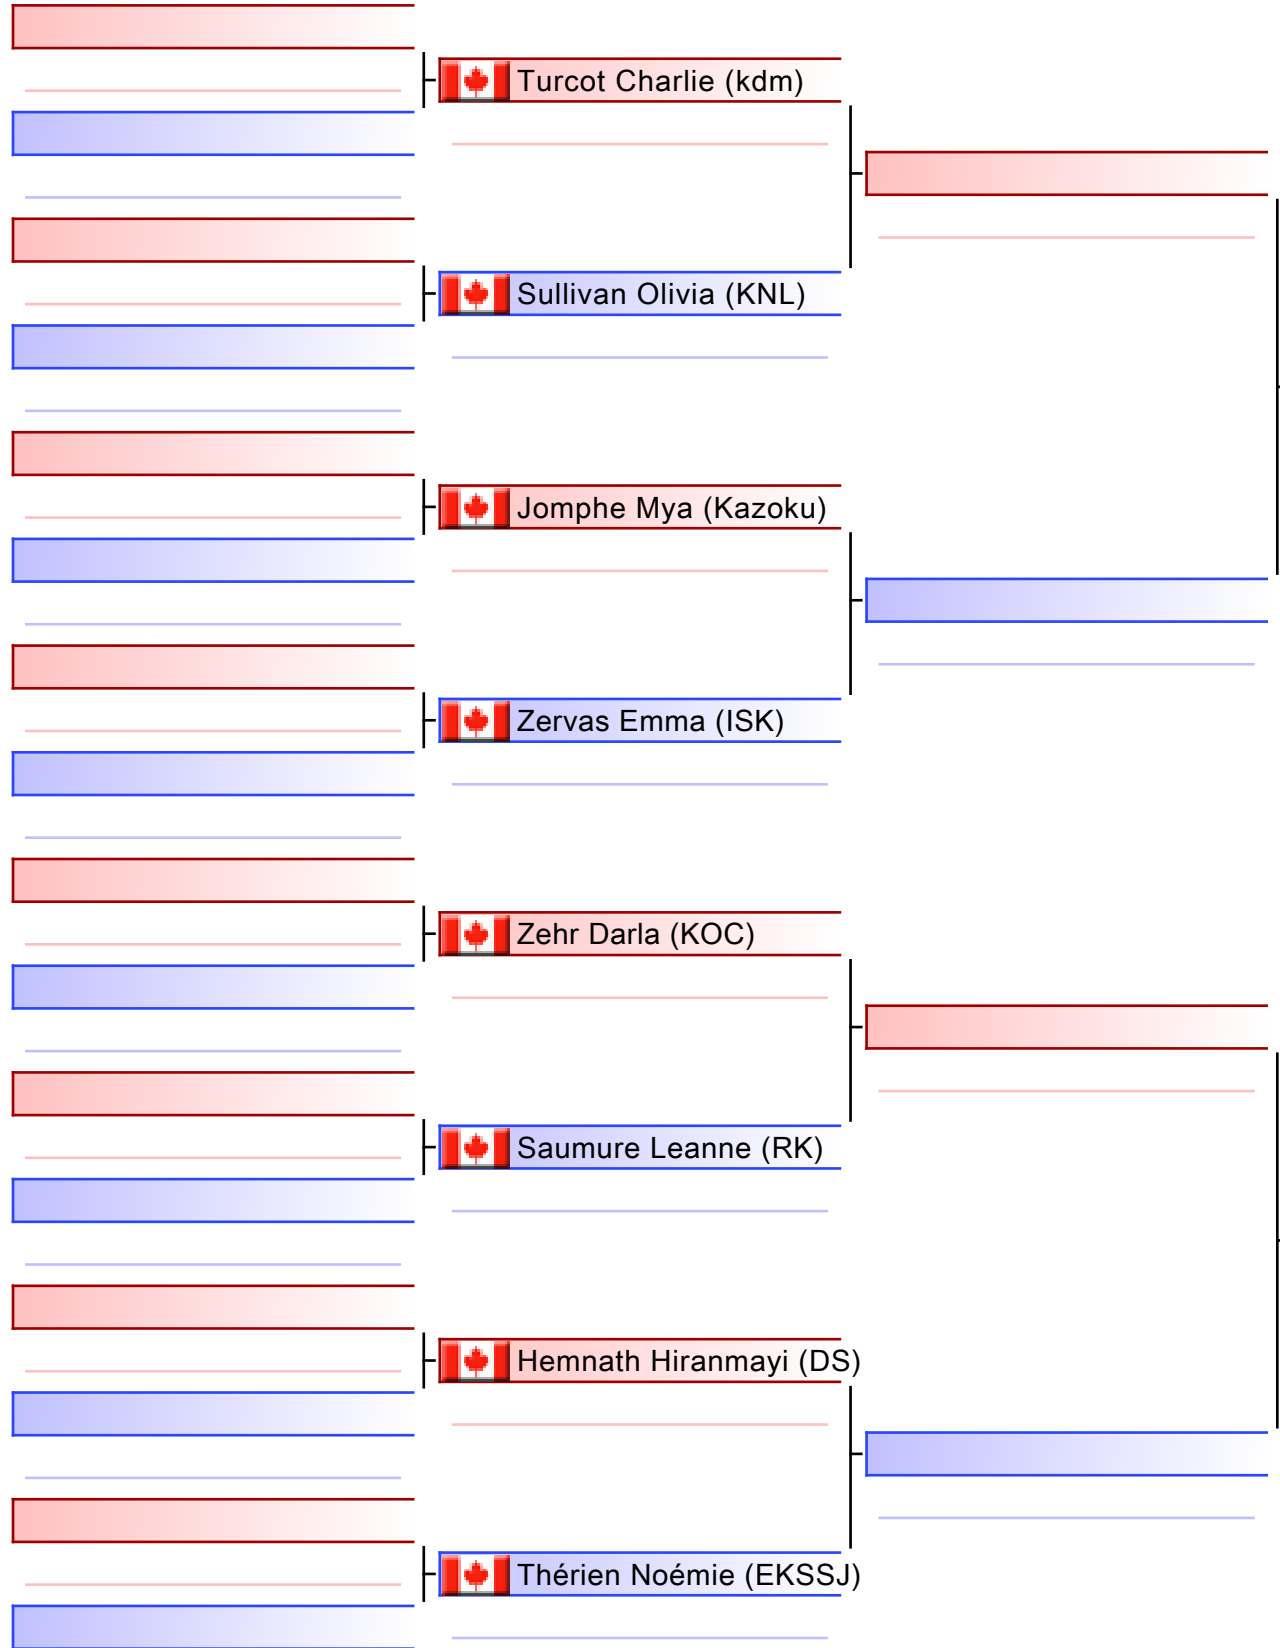 Turcot Charlie (kdm)
Sullivan Olivia (KNL)
Jomphe Mya (Kazoku)
Zervas Emma (ISK)
Zehr Darla (KOC)
Saumure Leanne (RK)
Hemnath Hiranmayi (DS)
Thérien Noémie (EKSSJ)